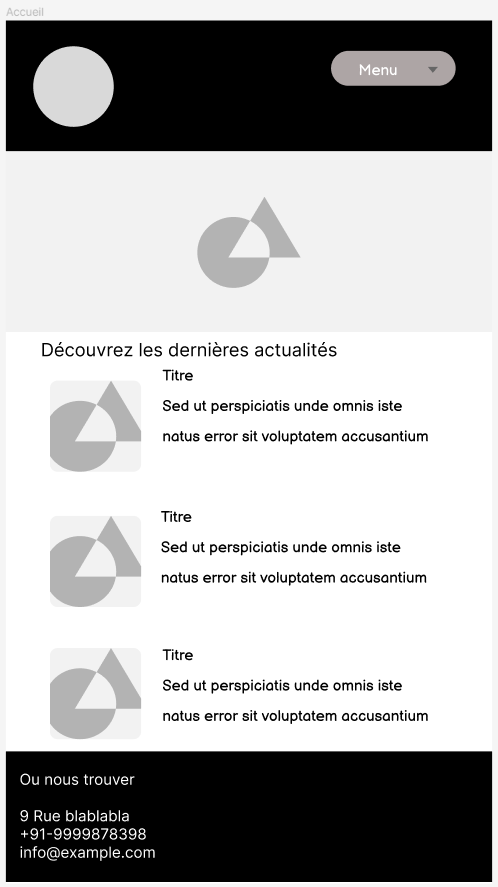 Accueil
Menu
Découvrez les dernières actualités
Titre
Sed ut perspiciatis unde omnis iste
natus error sit voluptatem accusantium
Titre
Sed ut perspiciatis unde omnis iste
natus error sit voluptatem accusantium
Titre
Sed ut perspiciatis unde omnis iste
natus error sit voluptatem accusantium
Ou nous trouver
9 Rue blablabla
+91-9999878398
info@example.com